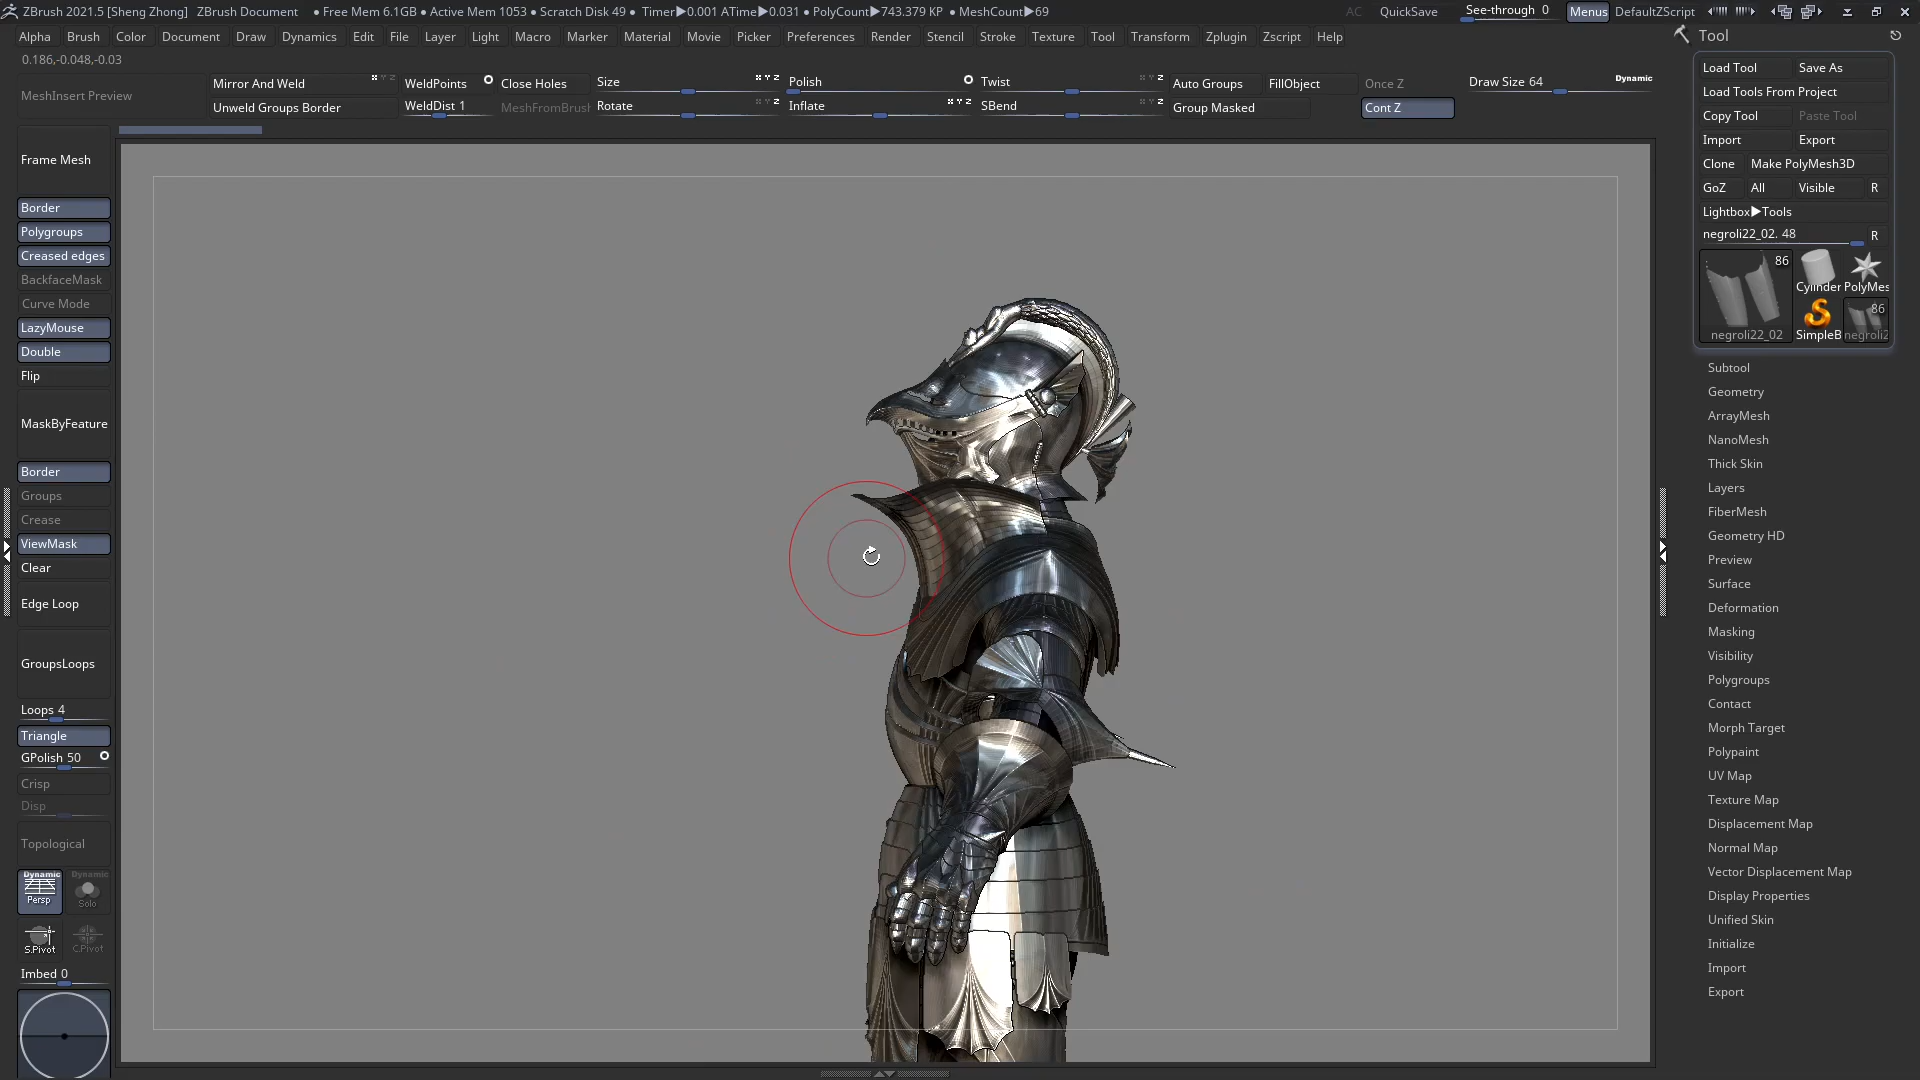 ZBrush 2021.5 [Sheng Zhong] ZBrush Document • Free Mem 6.1GB • Active Mem 1053 • Scratch Disk 49 • Timer▶0.001 ATime▶0.031 • PolyCount▶743.379 KP • MeshCount▶69 AC QuickSave See-through 0 Menus DefaultZScript
Alpha Brush Color Document Draw Dynamics Edit File Layer Light Macro Marker Material Movie Picker Preferences Render Stencil Stroke Texture Tool Transform Zplugin Zscript Help
0.186,-0.048,-0.03
MeshInsert Preview
Mirror And Weld WeldPoints Close Holes Size Polish Twist Auto Groups FillObject Once Z Draw Size 64 Dynamic
Unweld Groups Border WeldDist 1 MeshFromBrush Rotate Inflate SBend Group Masked Cont Z
Frame Mesh
Border
Polygroups
Creased edges
BackfaceMask
Curve Mode
LazyMouse
Double
Flip
MaskByFeature
Border
Groups
Crease
ViewMask
Clear
Edge Loop
GroupsLoops
Loops 4
Triangle
GPolish 50
Crisp
Disp
Topological
Dynamic Dynamic
Persp Solo
S.Pivot C.Pivot
Imbed 0
Tool
Load Tool Save As
Load Tools From Project
Copy Tool Paste Tool
Import Export
Clone Make PolyMesh3D
GoZ All Visible R
Lightbox▶Tools
negroli22_02. 48 R
86
Cylinder PolyMes
86
negroli22_02 SimpleB negroli2
Subtool
Geometry
ArrayMesh
NanoMesh
Thick Skin
Layers
FiberMesh
Geometry HD
Preview
Surface
Deformation
Masking
Visibility
Polygroups
Contact
Morph Target
Polypaint
UV Map
Texture Map
Displacement Map
Normal Map
Vector Displacement Map
Display Properties
Unified Skin
Initialize
Import
Export